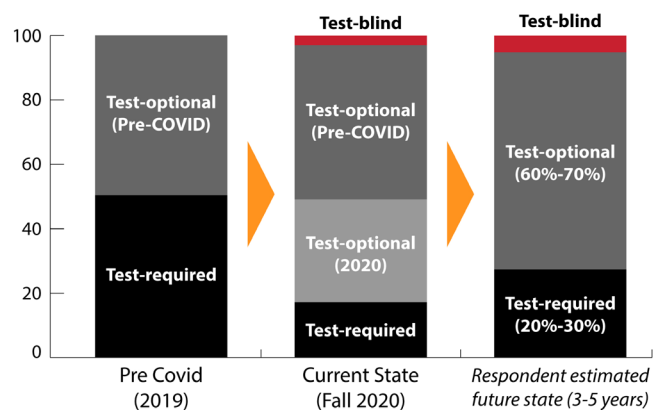 Test-blind
Test-blind
100
80
60
40
20
0
Test-optional
(Pre-COVID)
Test-required
Test-optional
(Pre-COVID)
Test-optional
(2020)
Test-required
Test-optional
(60%-70%)
Test-required
(20%-30%)
Pre Covid
(2019)
Current State
(Fall 2020)
Respondent estimated
future state (3-5 years)